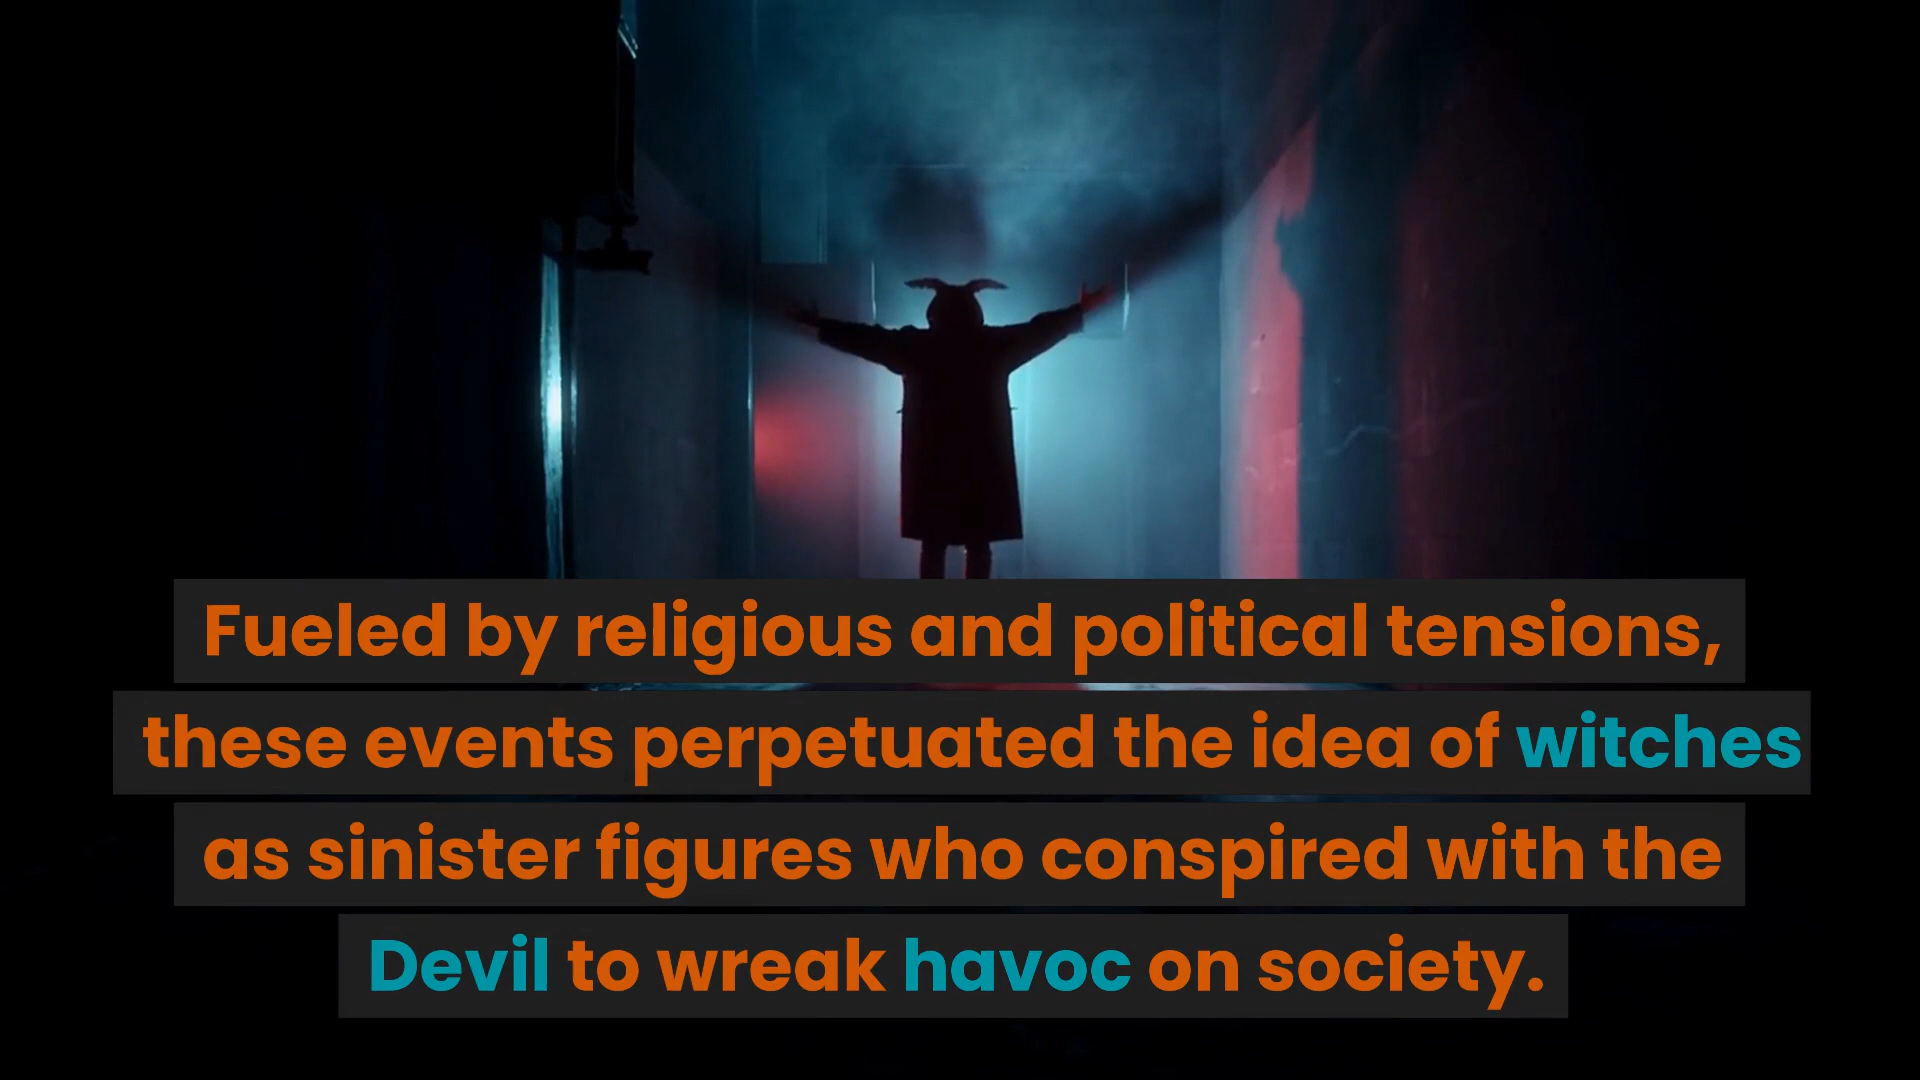 Fueled by religious and political tensions,
these events perpetuated the idea of witches
as sinister figures who conspired with the
Devil to wreak havoc on society.